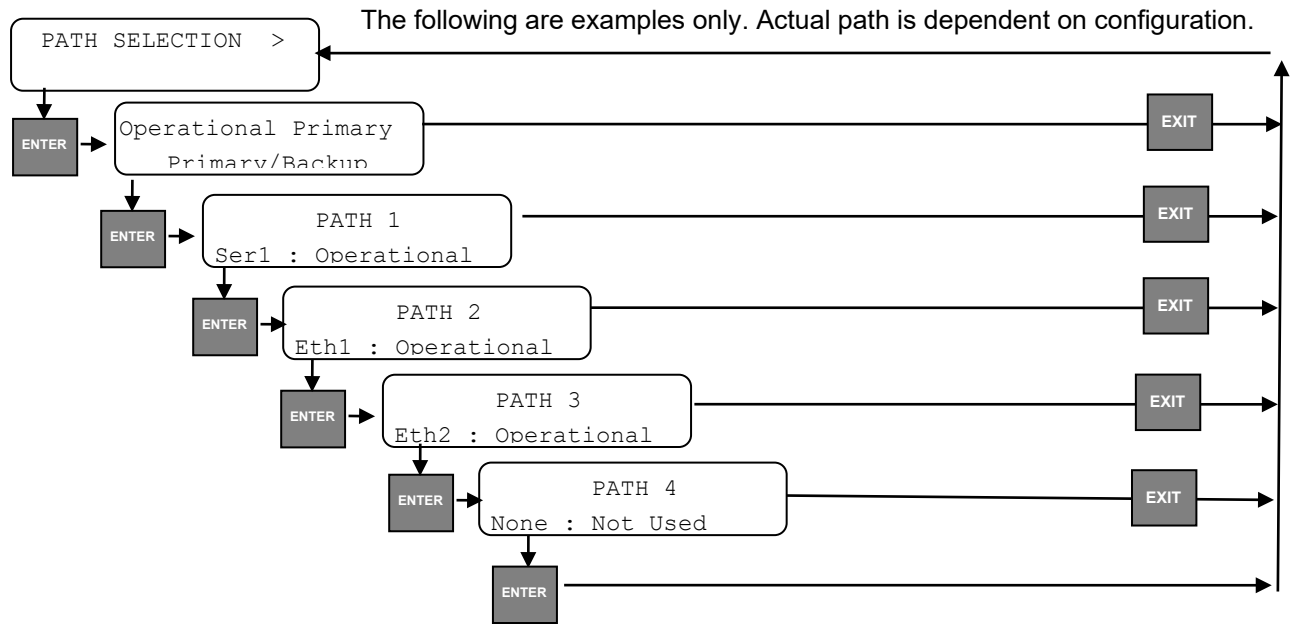 The following are examples only. Actual path is dependent on configuration.
PATH SELECTION >
ENTER
Operational Primary
Primary/Backup
EXIT
ENTER
PATH 1
Ser1 : Operational
EXIT
ENTER
PATH 2
Eth1 : Operational
EXIT
ENTER
PATH 3
Eth2 : Operational
EXIT
ENTER
PATH 4
None : Not Used
EXIT
ENTER